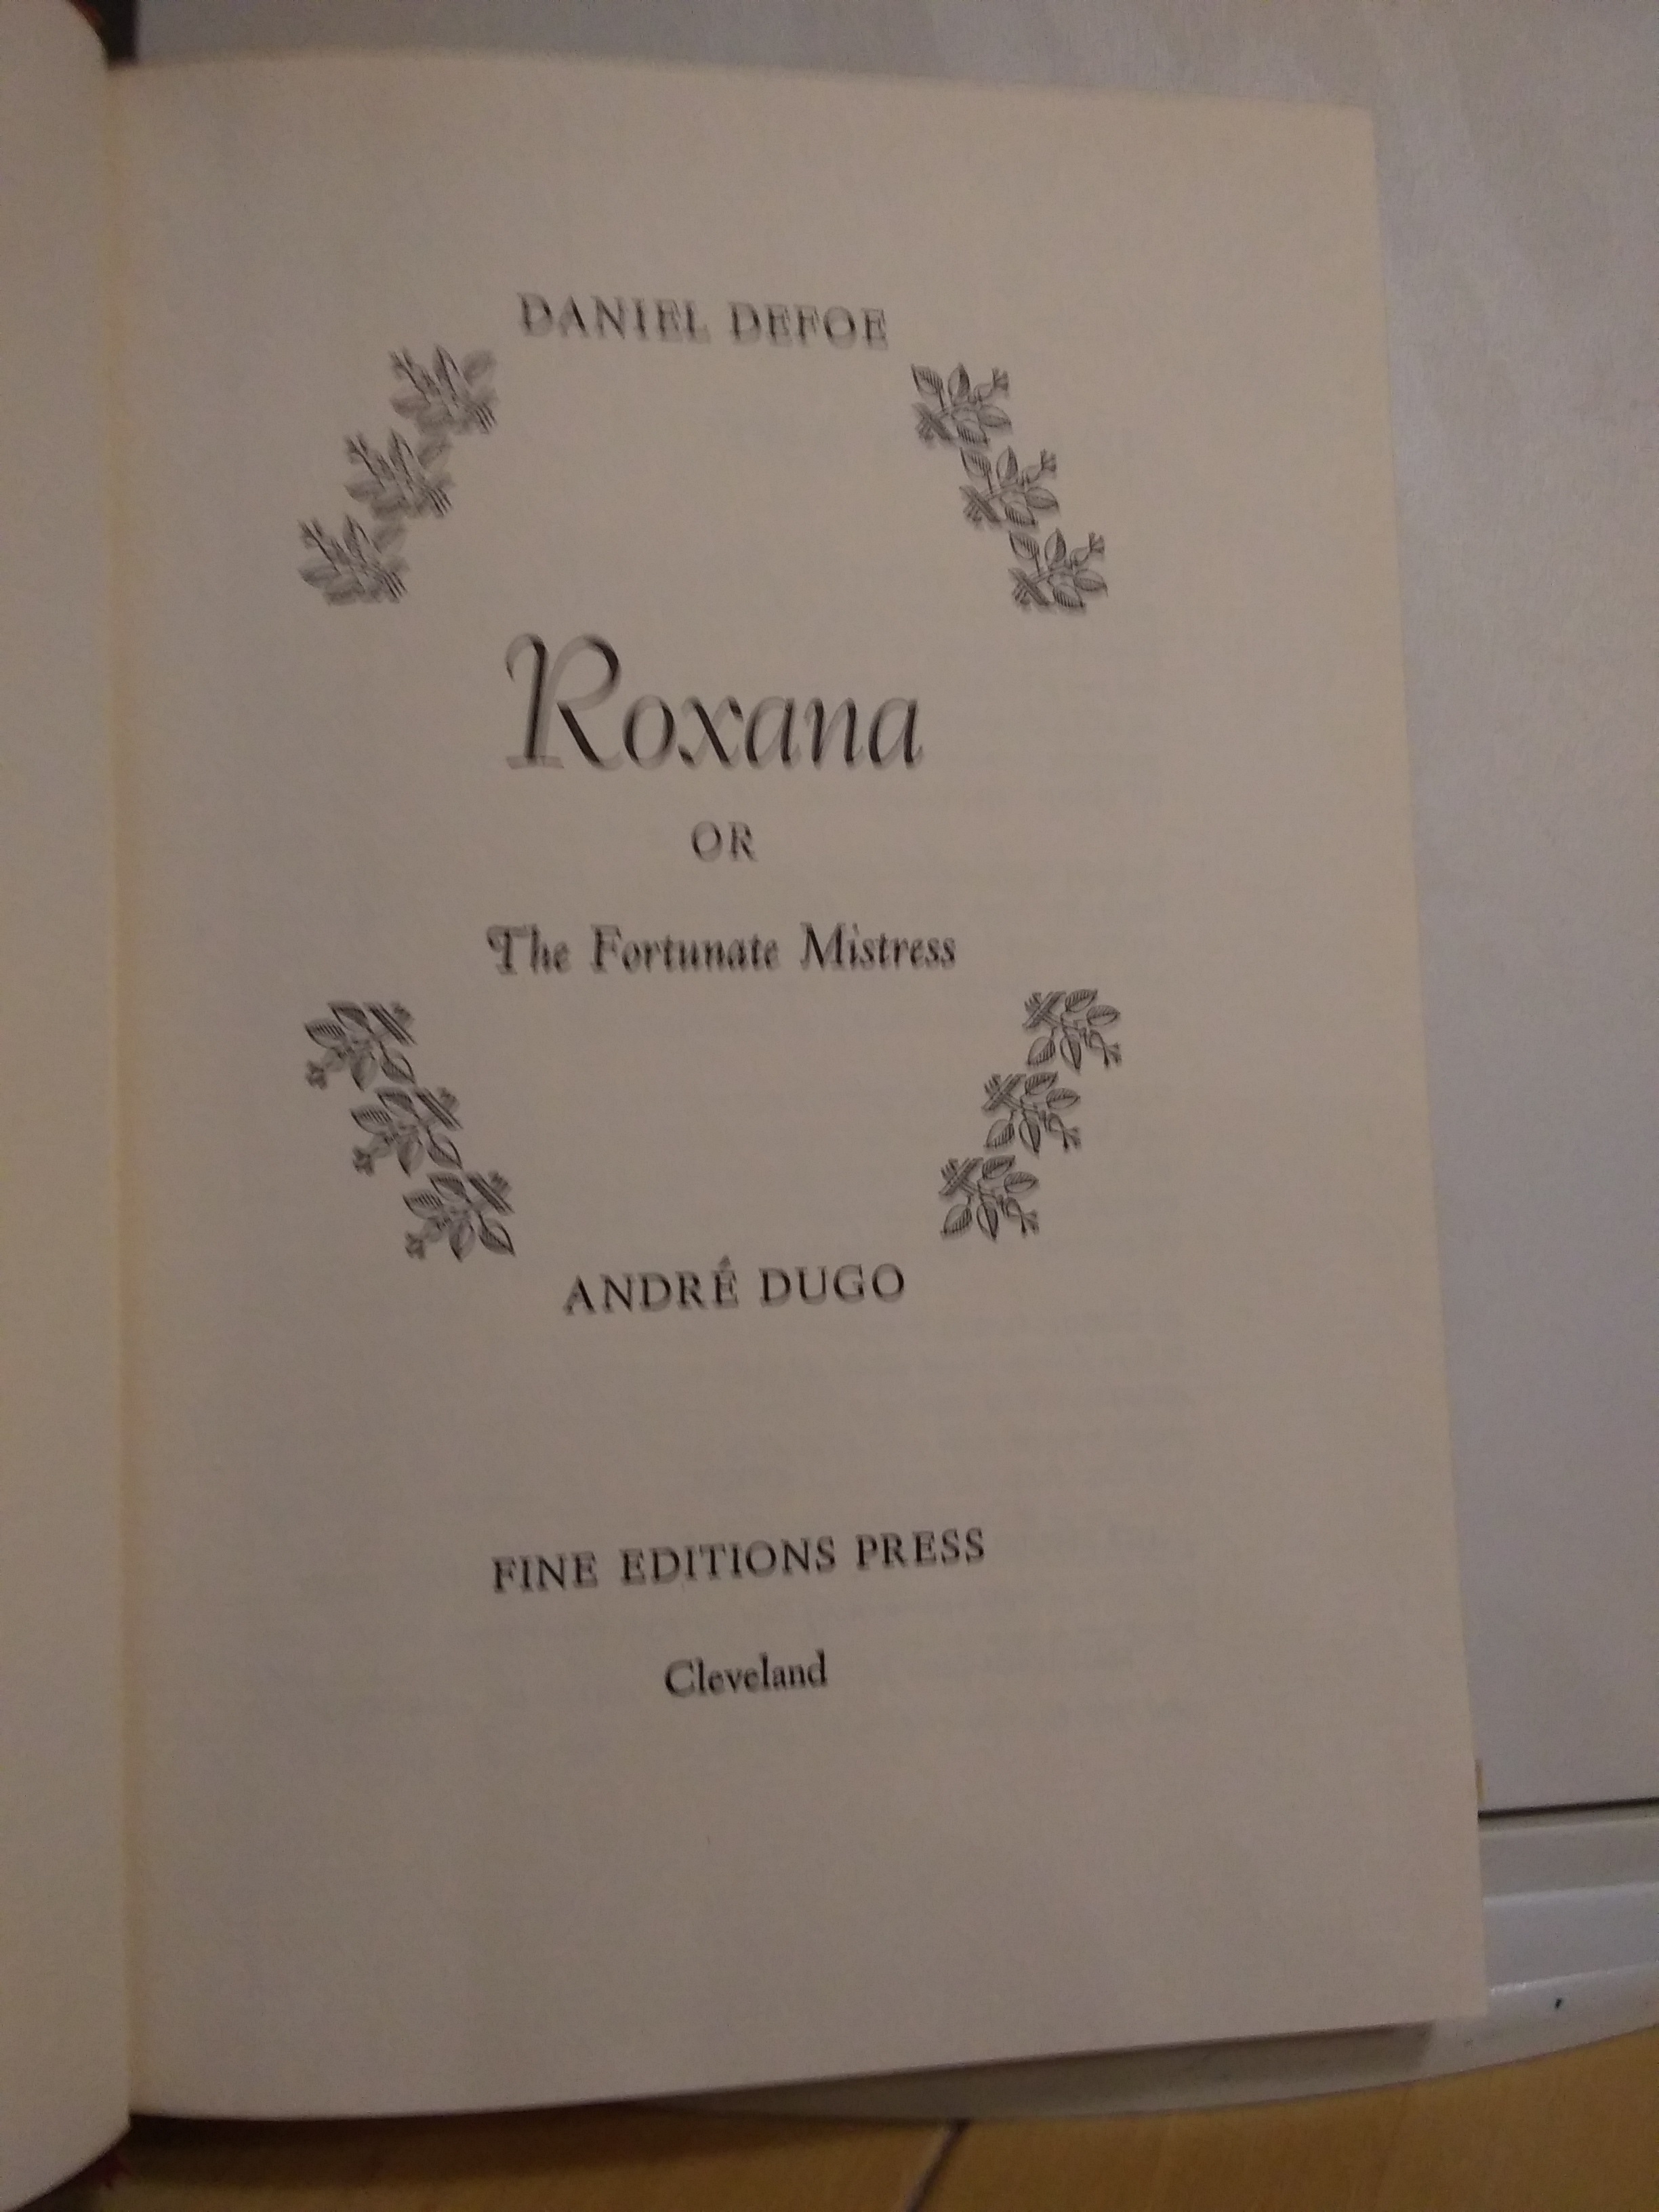 DANIEL DEFOE
Roxana
OR
The Fortunate Mistress
ANDRÉ DUGO
FINE EDITIONS PRESS
Cleveland